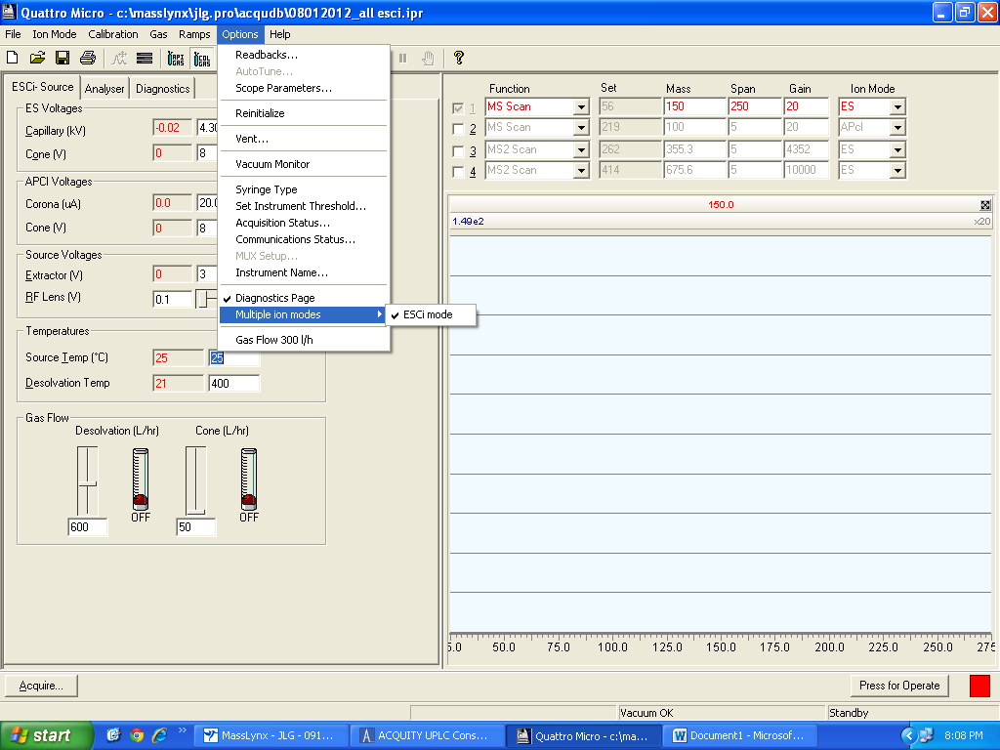 Quattro Micro - c:\masslynx\jlg.pro\acqudb\08012012_all esci.ipr
File Ion Mode Calibration Gas Ramps Options Help
Readbacks...
AutoTune...
Scope Parameters...
Reinitialize
Vent...
Vacuum Monitor
Syringe Type
Set Instrument Threshold...
Acquisition Status...
Communications Status...
MUX Setup...
Instrument Name...
Diagnostics Page
Multiple ion modes
ESCi mode
Gas Flow 300 l/h
API GAS
COL GAS
ESCi- Source Analyser Diagnostics
ES Voltages
Capillary (kV) -0.02 4.30
Cone (V) 0 8
APCI Voltages
Corona (uA) 0.0 20.0
Cone (V) 0 8
Source Voltages
Extractor (V) 0 3
RF Lens (V) 0.1
Temperatures
Source Temp (°C) 25 25
Desolvation Temp 21 400
Gas Flow
Desolvation (L/hr) Cone (L/hr)
OFF OFF
600 50
Function Set Mass Span Gain Ion Mode
1 MS Scan 56 150 250 20 ES
2 MS Scan 219 100 5 20 APcI
3 MS2 Scan 262 355.3 5 4352 ES
4 MS2 Scan 414 675.6 5 10000 ES
150.0
1.49e2 x20
5.0 50.0 75.0 100.0 125.0 150.0 175.0 200.0 225.0 250.0 275
Acquire... Press for Operate
Vacuum OK Standby
start MassLynx - JLG - 091... ACQUITY UPLC Cons... Quattro Micro - c:\ma... Document1 - Microsof... 8:08 PM